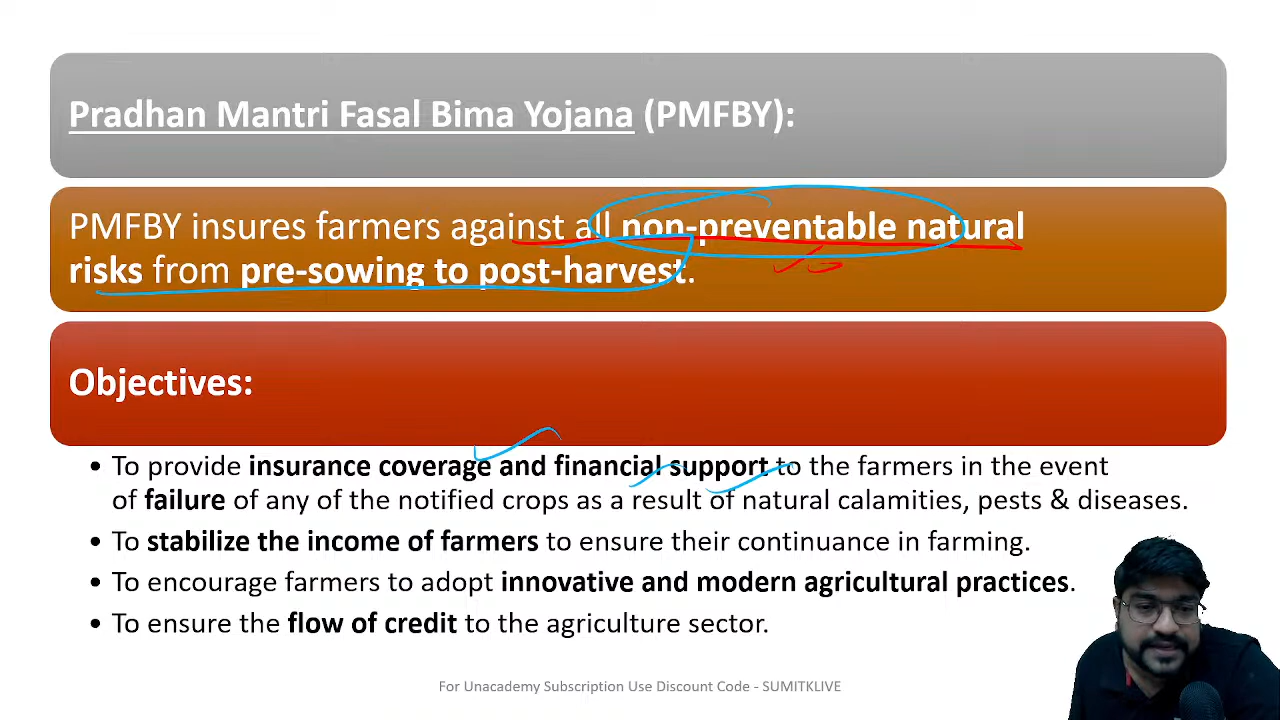 Pradhan Mantri Fasal Bima Yojana (PMFBY):
PMFBY insures farmers against all non-preventable natural
risks from pre-sowing to post-harvest.
Objectives:
• To provide insurance coverage and financial support to the farmers in the event
of failure of any of the notified crops as a result of natural calamities, pests & diseases.
• To stabilize the income of farmers to ensure their continuance in farming.
• To encourage farmers to adopt innovative and modern agricultural practices.
• To ensure the flow of credit to the agriculture sector.
For Unacademy Subscription Use Discount Code - SUMITKLIVE